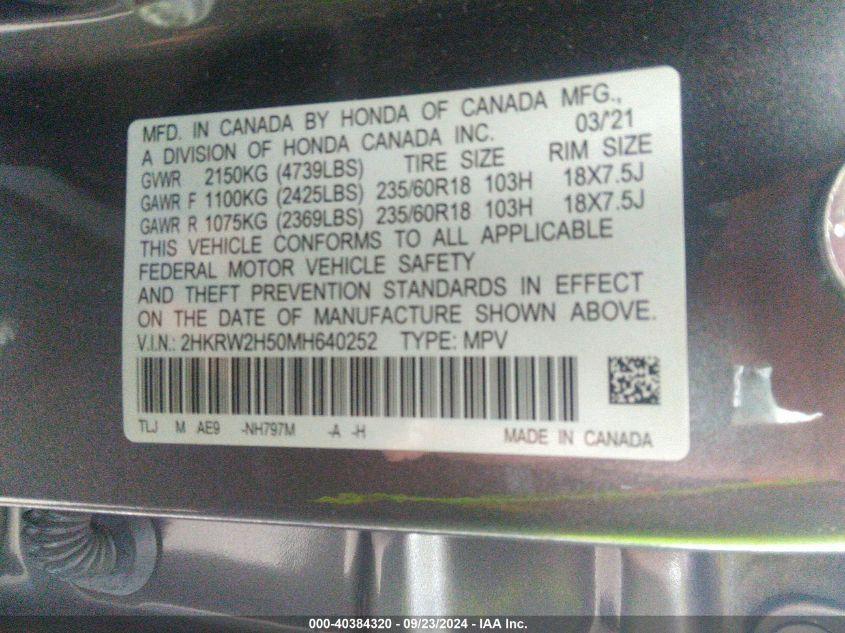 MFD. IN CANADA BY HONDA OF CANADA MFG.,
A DIVISION OF HONDA CANADA INC. 03/'21
GVWR 2150KG (4739LBS) TIRE SIZE RIM SIZE
GAWR F 1100KG (2425LBS) 235/60R18 103H 18X7.5J
GAWR R 1075KG (2369LBS) 235/60R18 103H 18X7.5J
THIS VEHICLE CONFORMS TO ALL APPLICABLE
FEDERAL MOTOR VEHICLE SAFETY
AND THEFT PREVENTION STANDARDS IN EFFECT
ON THE DATE OF MANUFACTURE SHOWN ABOVE.
V.I.N.: 2HKRW2H50MH640252 TYPE: MPV
TLJ M AE9 -NH797M -A -H MADE IN CANADA
000-40384320 - 09/23/2024 - IAA Inc.